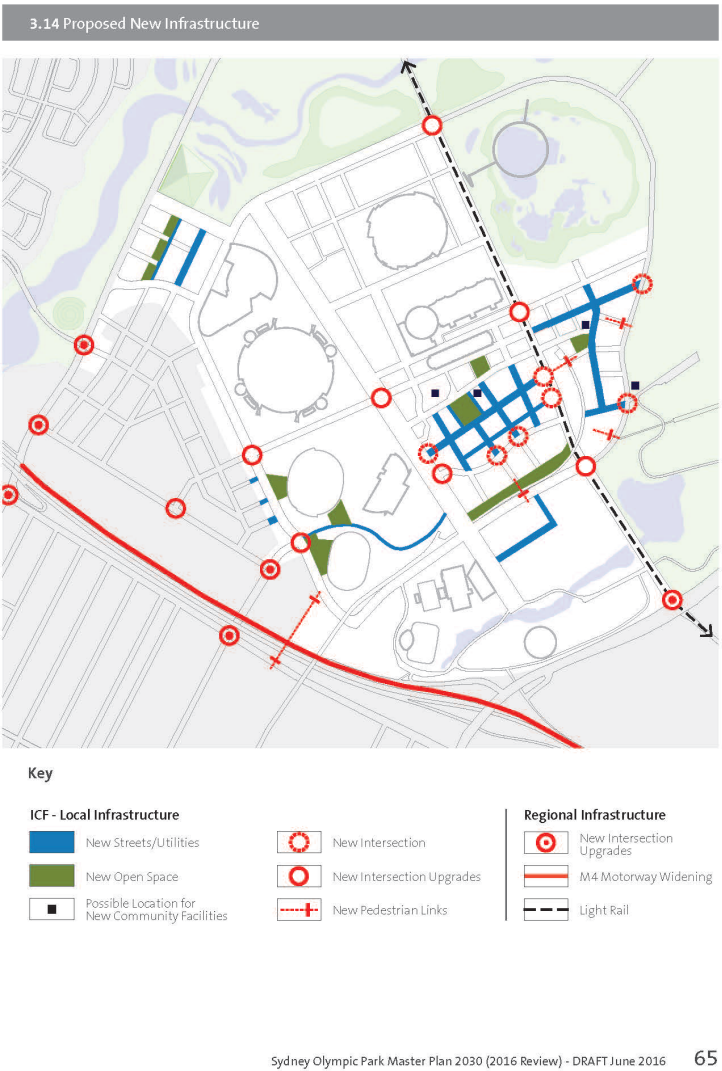 3.14 Proposed New Infrastructure
Key
ICF - Local Infrastructure
New Streets/Utilities
New Open Space
Possible Location for
New Community Facilities
New Intersection
New Intersection Upgrades
New Pedestrian Links
Regional Infrastructure
New Intersection
Upgrades
M4 Motorway Widening
Light Rail
Sydney Olympic Park Master Plan 2030 (2016 Review) - DRAFT June 2016 65